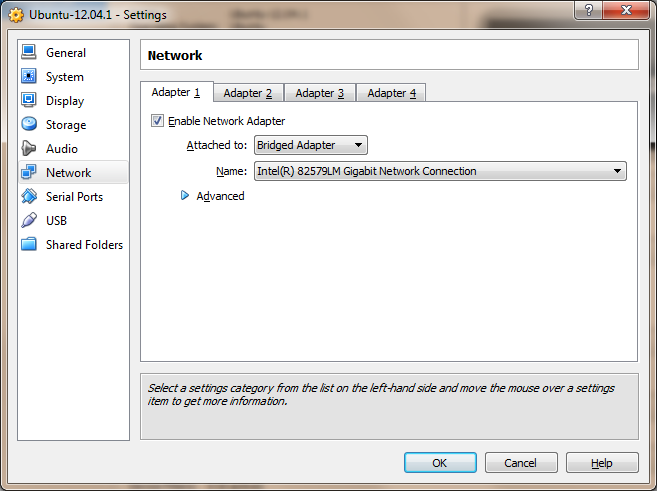 Ubuntu-12.04.1 - Settings
General
System
Display
Storage
Audio
Network
Serial Ports
USB
Shared Folders
Network
Adapter 1 Adapter 2 Adapter 3 Adapter 4
Enable Network Adapter
Attached to: Bridged Adapter
Name: Intel(R) 82579LM Gigabit Network Connection
Advanced
Select a settings category from the list on the left-hand side and move the mouse over a settings
item to get more information.
OK Cancel Help